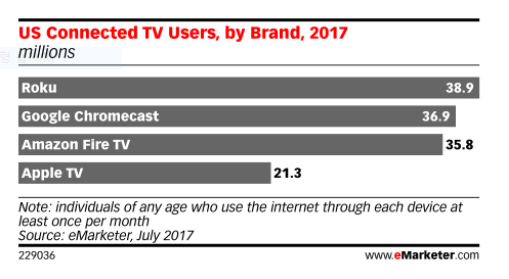 US Connected TV Users, by Brand, 2017
millions
Roku 38.9
Google Chromecast 36.9
Amazon Fire TV 35.8
Apple TV 21.3
Note: individuals of any age who use the internet through each device at
least once per month
Source: eMarketer, July 2017
229036 www.eMarketer.com